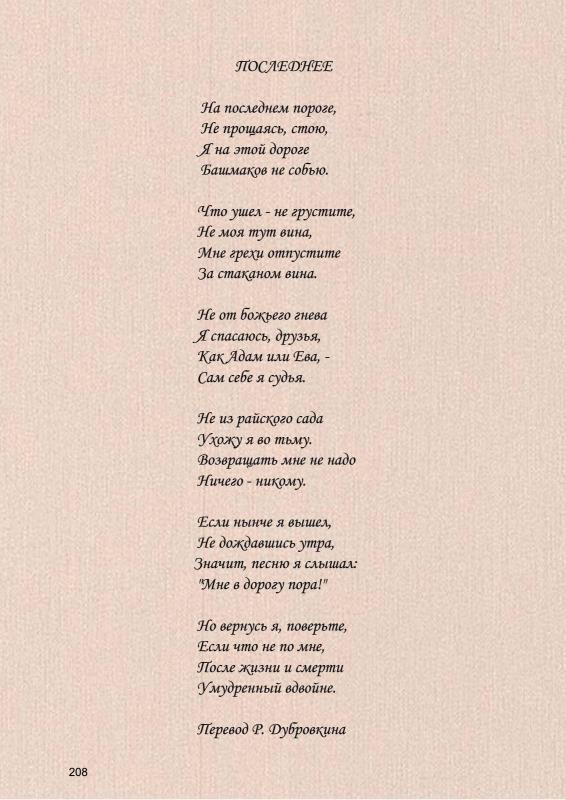 ПОСЛЕДНЕЕ
На последнем пороге,
Не прощаясь, стою,
Я на этой дороге
Башмаков не собью.
Что ушел - не грустите,
Не моя тут вина,
Мне грехи отпустите
За стаканом вина.
Не от божьего гнева
Я спасаюсь, друзья,
Как Адам или Ева, -
Сам себе я судья.
Не из райского сада
Ухожу я во тьму.
Возвращать мне не надо
Ничего - никому.
Если нынче я вышел,
Не дождавшись утра,
Значит, песню я слышал:
"Мне в дорогу пора!"
Но вернусь я, поверьте,
Если что не по мне,
После жизни и смерти
Умудренный вдвойне.
Перевод Р. Дубровкина
208